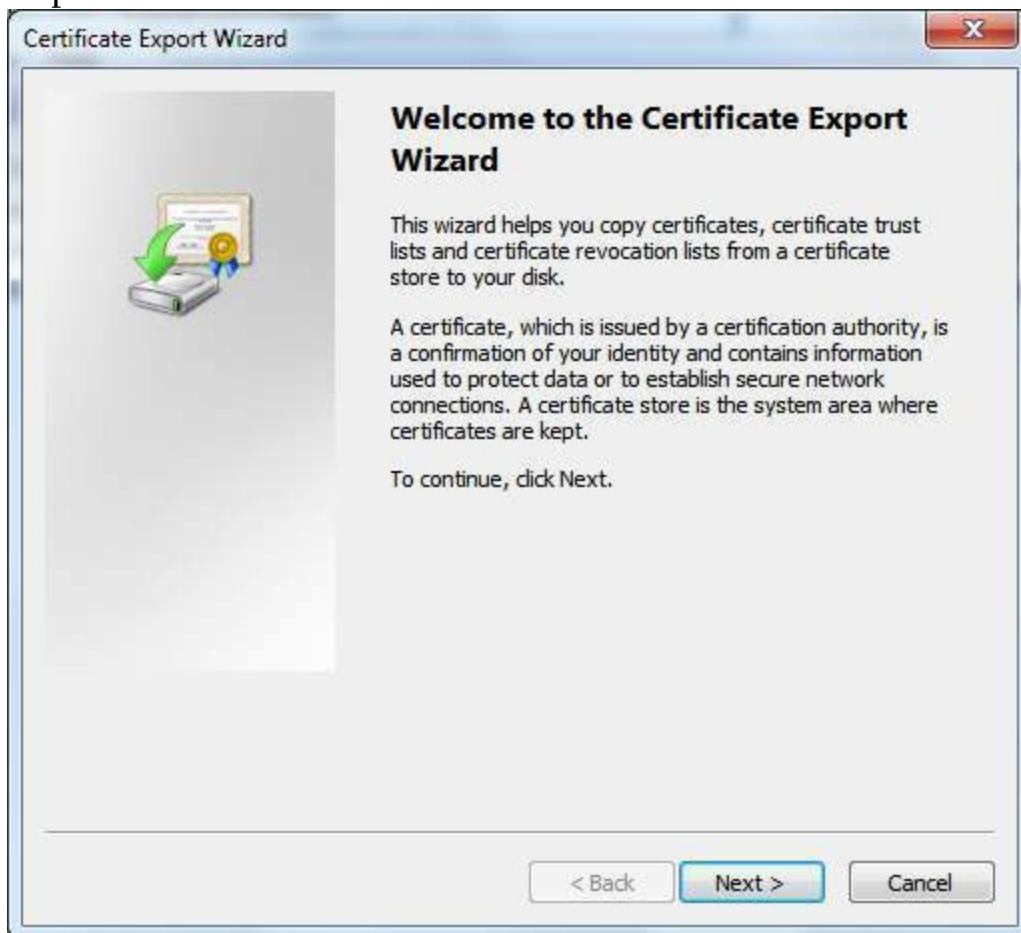 Certificate Export Wizard
Welcome to the Certificate Export
Wizard
This wizard helps you copy certificates, certificate trust
lists and certificate revocation lists from a certificate
store to your disk.
A certificate, which is issued by a certification authority, is
a confirmation of your identity and contains information
used to protect data or to establish secure network
connections. A certificate store is the system area where
certificates are kept.
To continue, click Next.
< Back Next > Cancel